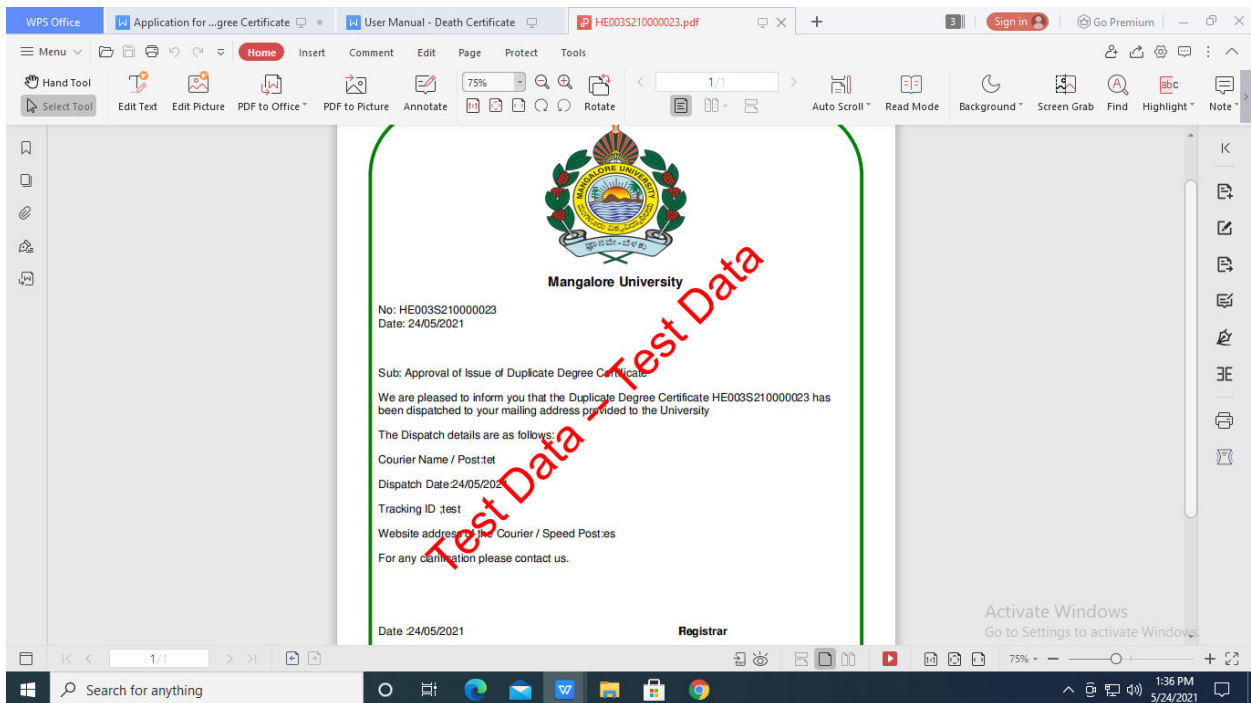 WPS Office
Application for ...gree Certificate
User Manual - Death Certificate
HE003S210000023.pdf
3
Sign in
Go Premium
Menu
Home
Insert
Comment
Edit
Page
Protect
Tools
Hand Tool
Select Tool
Edit Text
Edit Picture
PDF to Office
PDF to Picture
Annotate
75%
Rotate
1/1
Auto Scroll
Read Mode
Background
Screen Grab
Find
Highlight
Note
MANGALORE UNIVERSITY
ಮಂಗಳೂರು ವಿಶ್ವವಿದ್ಯಾನಿಲಯ
ಜ್ಞಾನವೇ-ಬೆಳಕು
Mangalore University
No: HE003S210000023
Date: 24/05/2021
Sub: Approval of Issue of Duplicate Degree Certificate
We are pleased to inform you that the Duplicate Degree Certificate HE003S210000023 has
been dispatched to your mailing address provided to the University
The Dispatch details are as follows:
Courier Name / Post:tet
Dispatch Date:24/05/2021
Tracking ID ;test
Website address of the Courier / Speed Post:es
For any clarification please contact us.
Test Data -- Test Data
Date :24/05/2021
Registrar
Activate Windows
Go to Settings to activate Windows.
1/1
75%
Search for anything
1:36 PM
5/24/2021